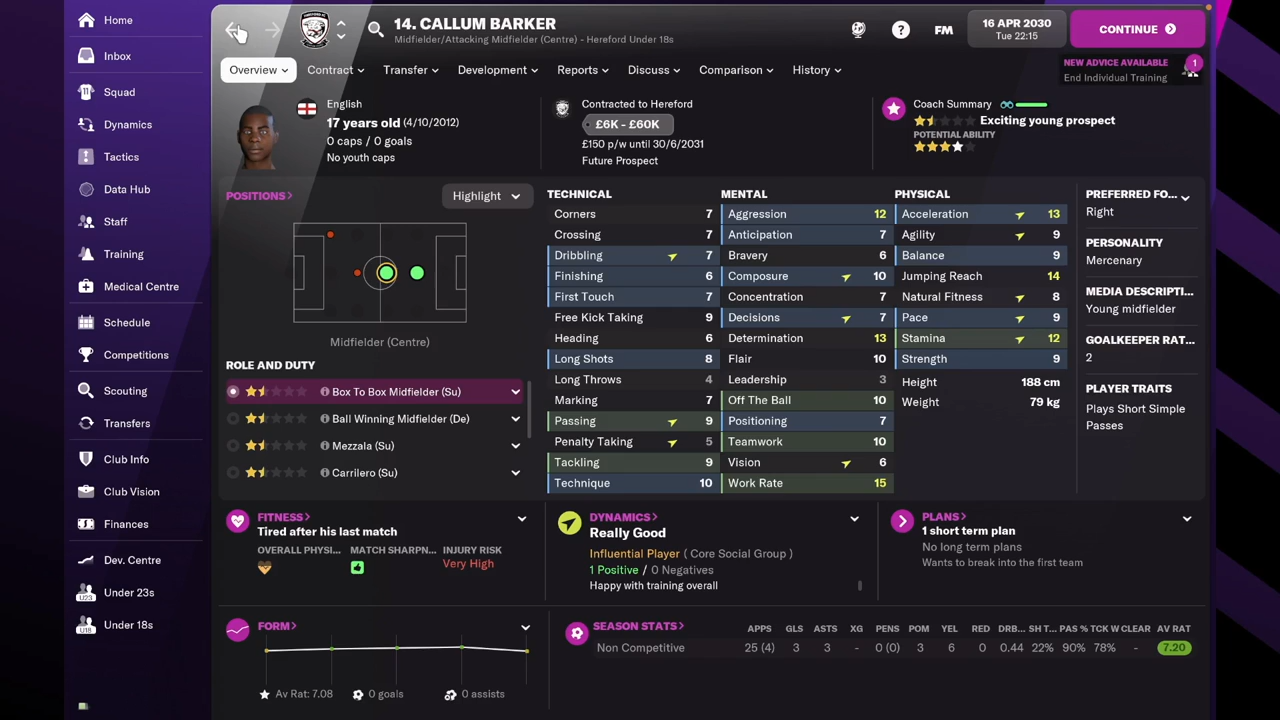 Home
Inbox
Squad
Dynamics
Tactics
Data Hub
Staff
Training
Medical Centre
Schedule
Competitions
Scouting
Transfers
Club Info
Club Vision
Finances
Dev. Centre
U23 Under 23s
U18 Under 18s
14. CALLUM BARKER
Midfielder/Attacking Midfielder (Centre) - Hereford Under 18s
? FM
16 APR 2030
Tue 22:15
CONTINUE
Overview Contract Transfer Development Reports Discuss Comparison History
NEW ADVICE AVAILABLE 1
End Individual Training
English
17 years old (4/10/2012)
0 caps / 0 goals
No youth caps
Contracted to Hereford
£6K - £60K
£150 p/w until 30/6/2031
Future Prospect
Coach Summary
Exciting young prospect
POTENTIAL ABILITY
POSITIONS
Highlight
Midfielder (Centre)
ROLE AND DUTY
Box To Box Midfielder (Su)
Ball Winning Midfielder (De)
Mezzala (Su)
Carrilero (Su)
TECHNICAL
Corners 7
Crossing 7
Dribbling 7
Finishing 6
First Touch 7
Free Kick Taking 9
Heading 6
Long Shots 8
Long Throws 4
Marking 7
Passing 9
Penalty Taking 5
Tackling 9
Technique 10
MENTAL
Aggression 12
Anticipation 7
Bravery 6
Composure 10
Concentration 7
Decisions 7
Determination 13
Flair 10
Leadership 3
Off The Ball 10
Positioning 7
Teamwork 10
Vision 6
Work Rate 15
PHYSICAL
Acceleration 13
Agility 9
Balance 9
Jumping Reach 14
Natural Fitness 8
Pace 9
Stamina 12
Strength 9
Height 188 cm
Weight 79 kg
PREFERRED FO...
Right
PERSONALITY
Mercenary
MEDIA DESCRIPTI...
Young midfielder
GOALKEEPER RAT...
2
PLAYER TRAITS
Plays Short Simple
Passes
FITNESS
Tired after his last match
OVERALL PHYSI... MATCH SHARPN... INJURY RISK
Very High
DYNAMICS
Really Good
Influential Player ( Core Social Group )
1 Positive / 0 Negatives
Happy with training overall
PLANS
1 short term plan
No long term plans
Wants to break into the first team
FORM
Av Rat: 7.08 0 goals 0 assists
SEASON STATS APPS GLS ASTS XG PENS POM YEL RED DRB... SH T... PAS % TCK W CLEAR AV RAT
Non Competitive 25 (4) 3 3 - 0 (0) 3 6 0 0.44 22% 90% 78% - 7.20